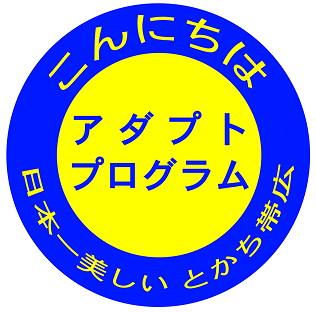 こんにちは
アダプト
プログラム
日本一美しい とかち帯広